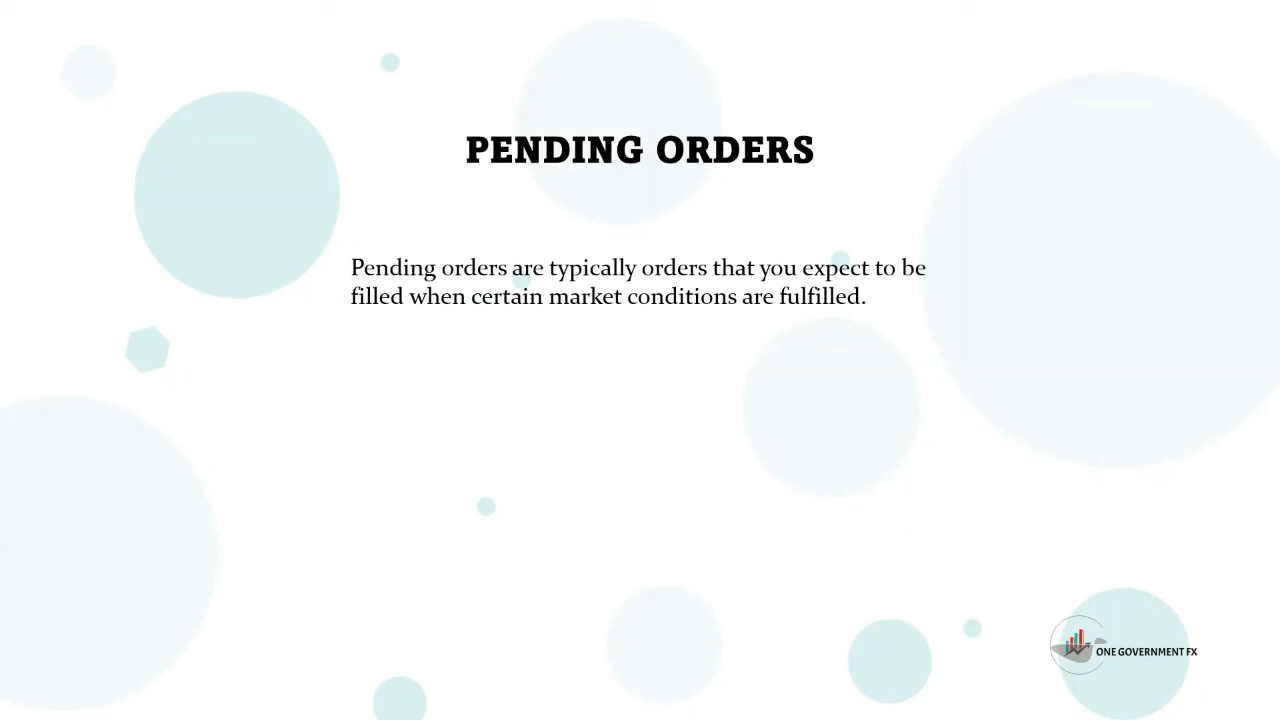 PENDING ORDERS
Pending orders are typically orders that you expect to be
filled when certain market conditions are fulfilled.
ONE GOVERNMENT FX